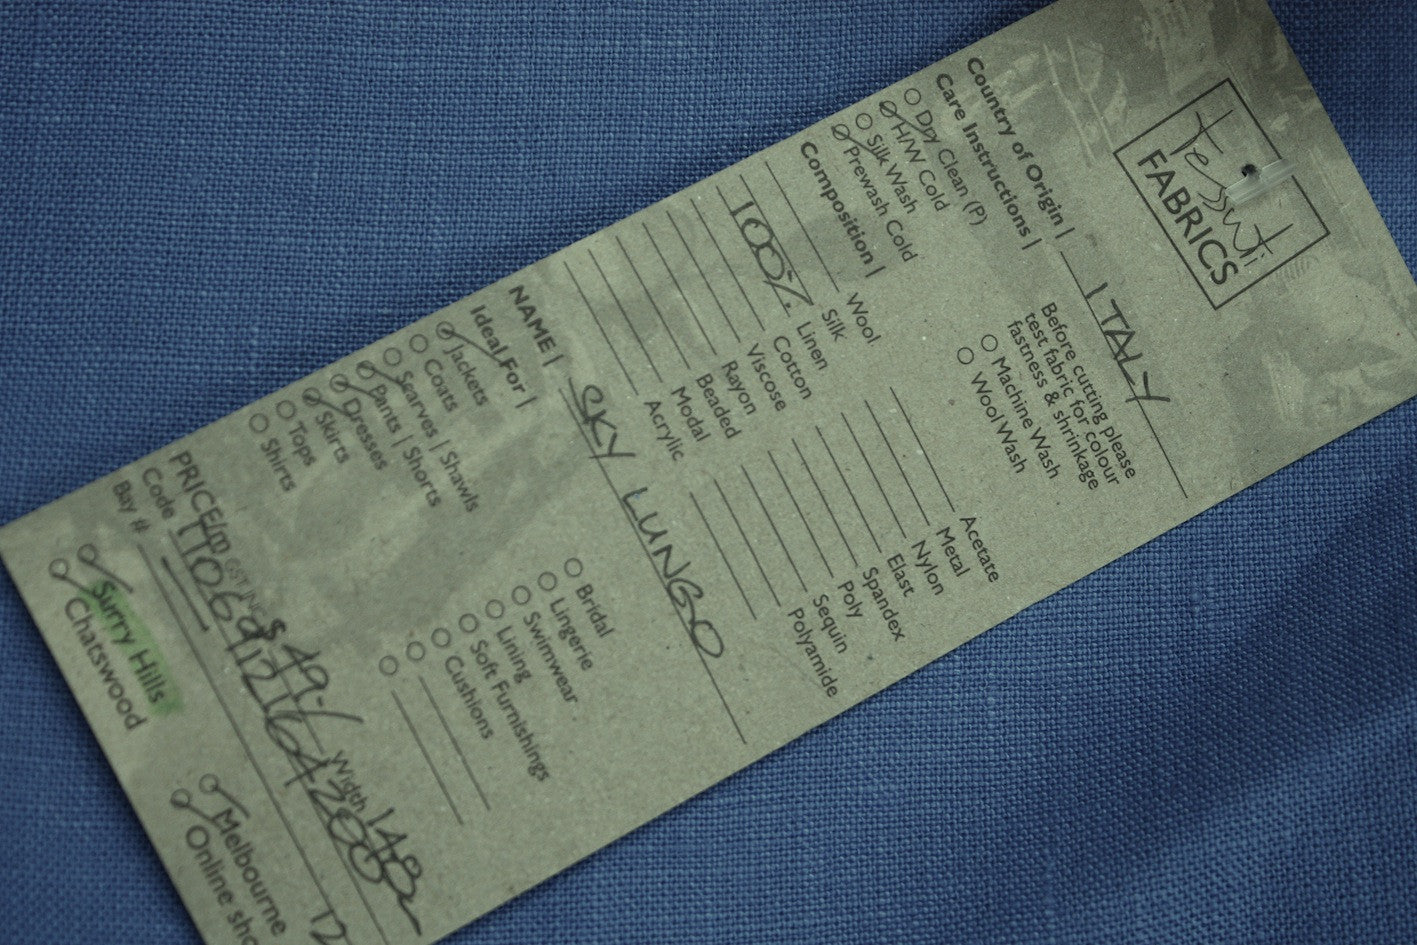 Tessuti
FABRICS
Country of Origin | ITALY
Care Instructions |
Before cutting please
test fabric for colour
fastness & shrinkage
Dry Clean (P)
H/W Cold
Silk Wash
Prewash Cold
Machine Wash
Wool Wash
Composition |
Wool
Silk
100% Linen
Cotton
Viscose
Rayon
Beaded
Modal
Acrylic
Acetate
Metal
Nylon
Elast
Spandex
Poly
Sequin
Polyamide
NAME | SKY LUNGO
Ideal For |
Jackets
Coats
Scarves | Shawls
Pants | Shorts
Dresses
Skirts
Tops
Shirts
Bridal
Lingerie
Swimwear
Lining
Soft Furnishings
Cushions
PRICE/m GST INC $ 49.- Width 148
Code
Bay #
Surry Hills
Chatswood
Melbourne
Online